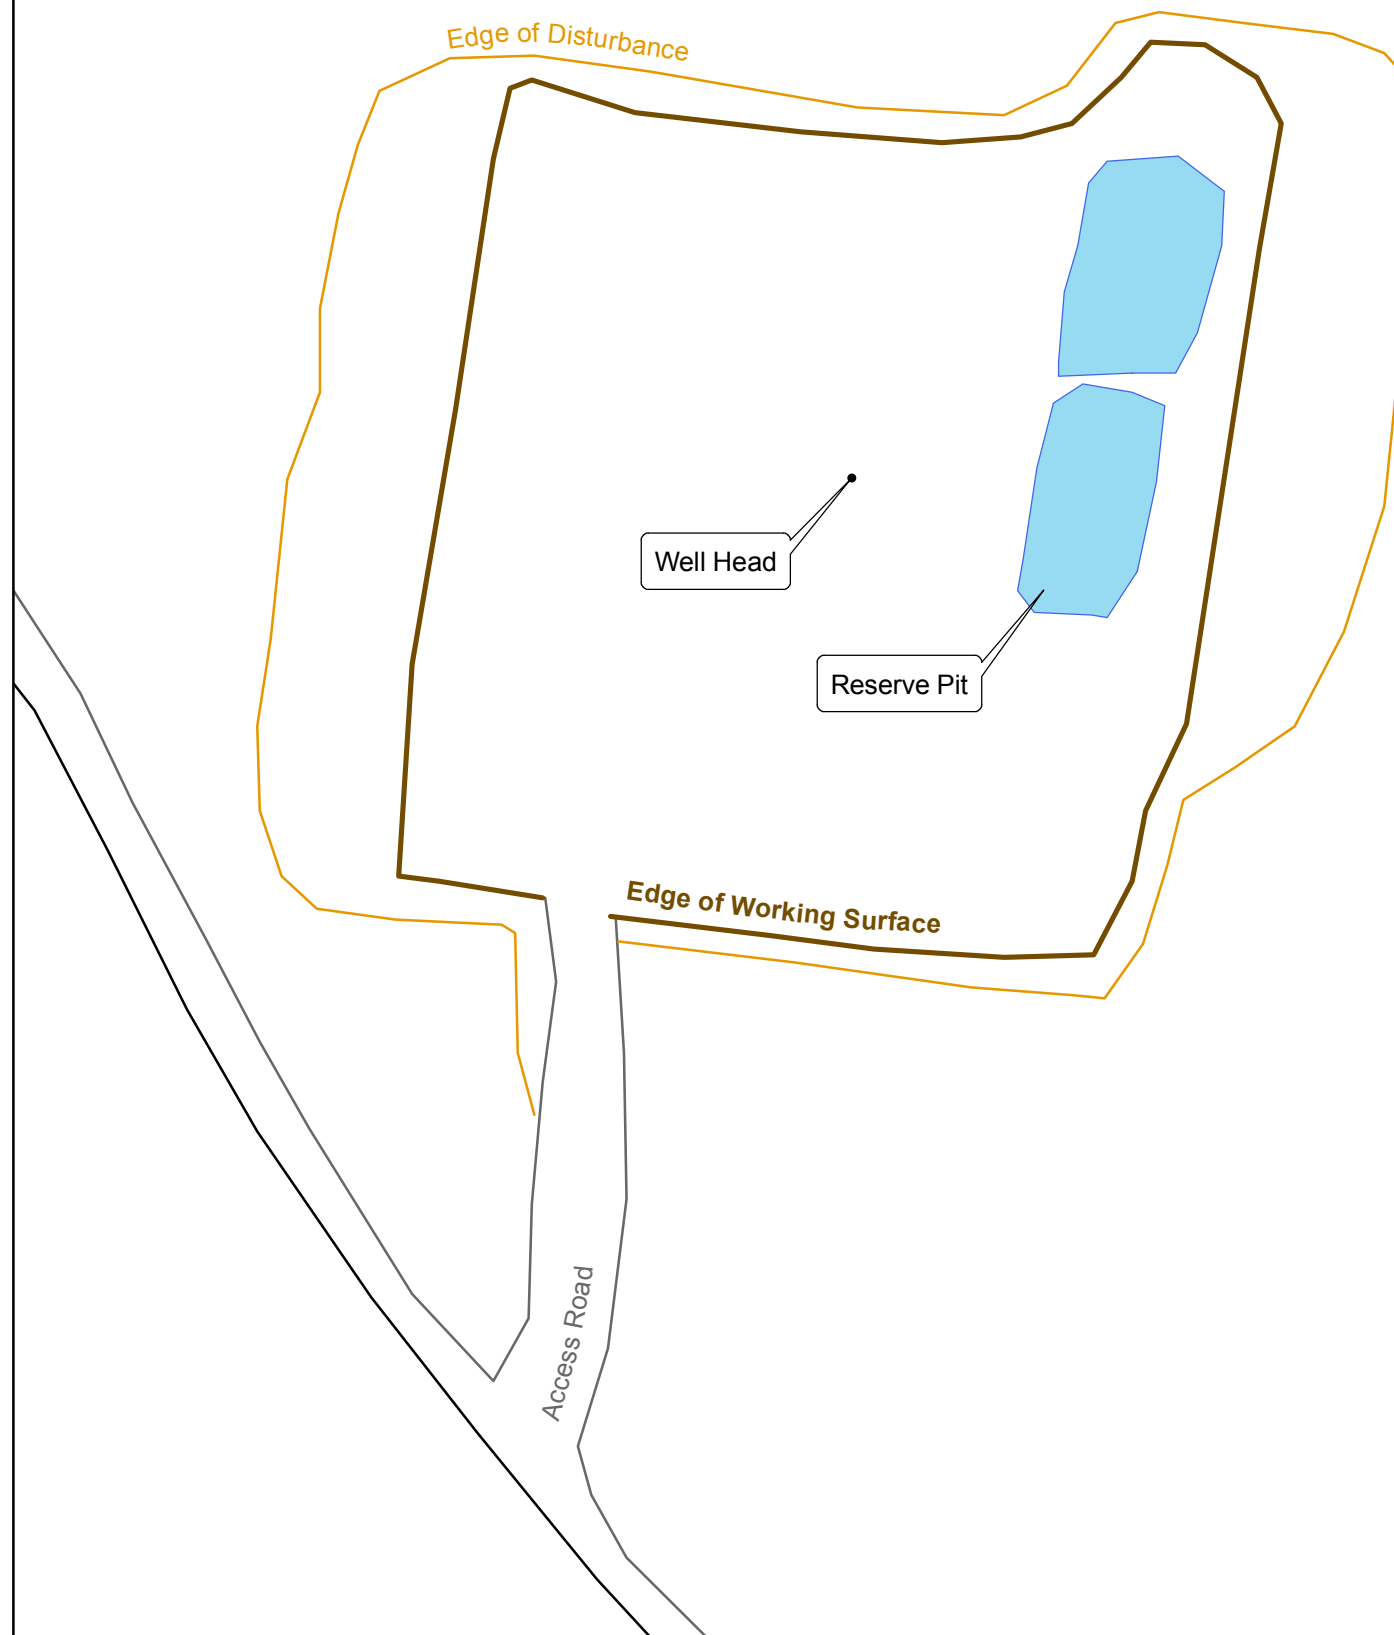 Edge of Disturbance
Well Head
Reserve Pit
Edge of Working Surface
Access Road